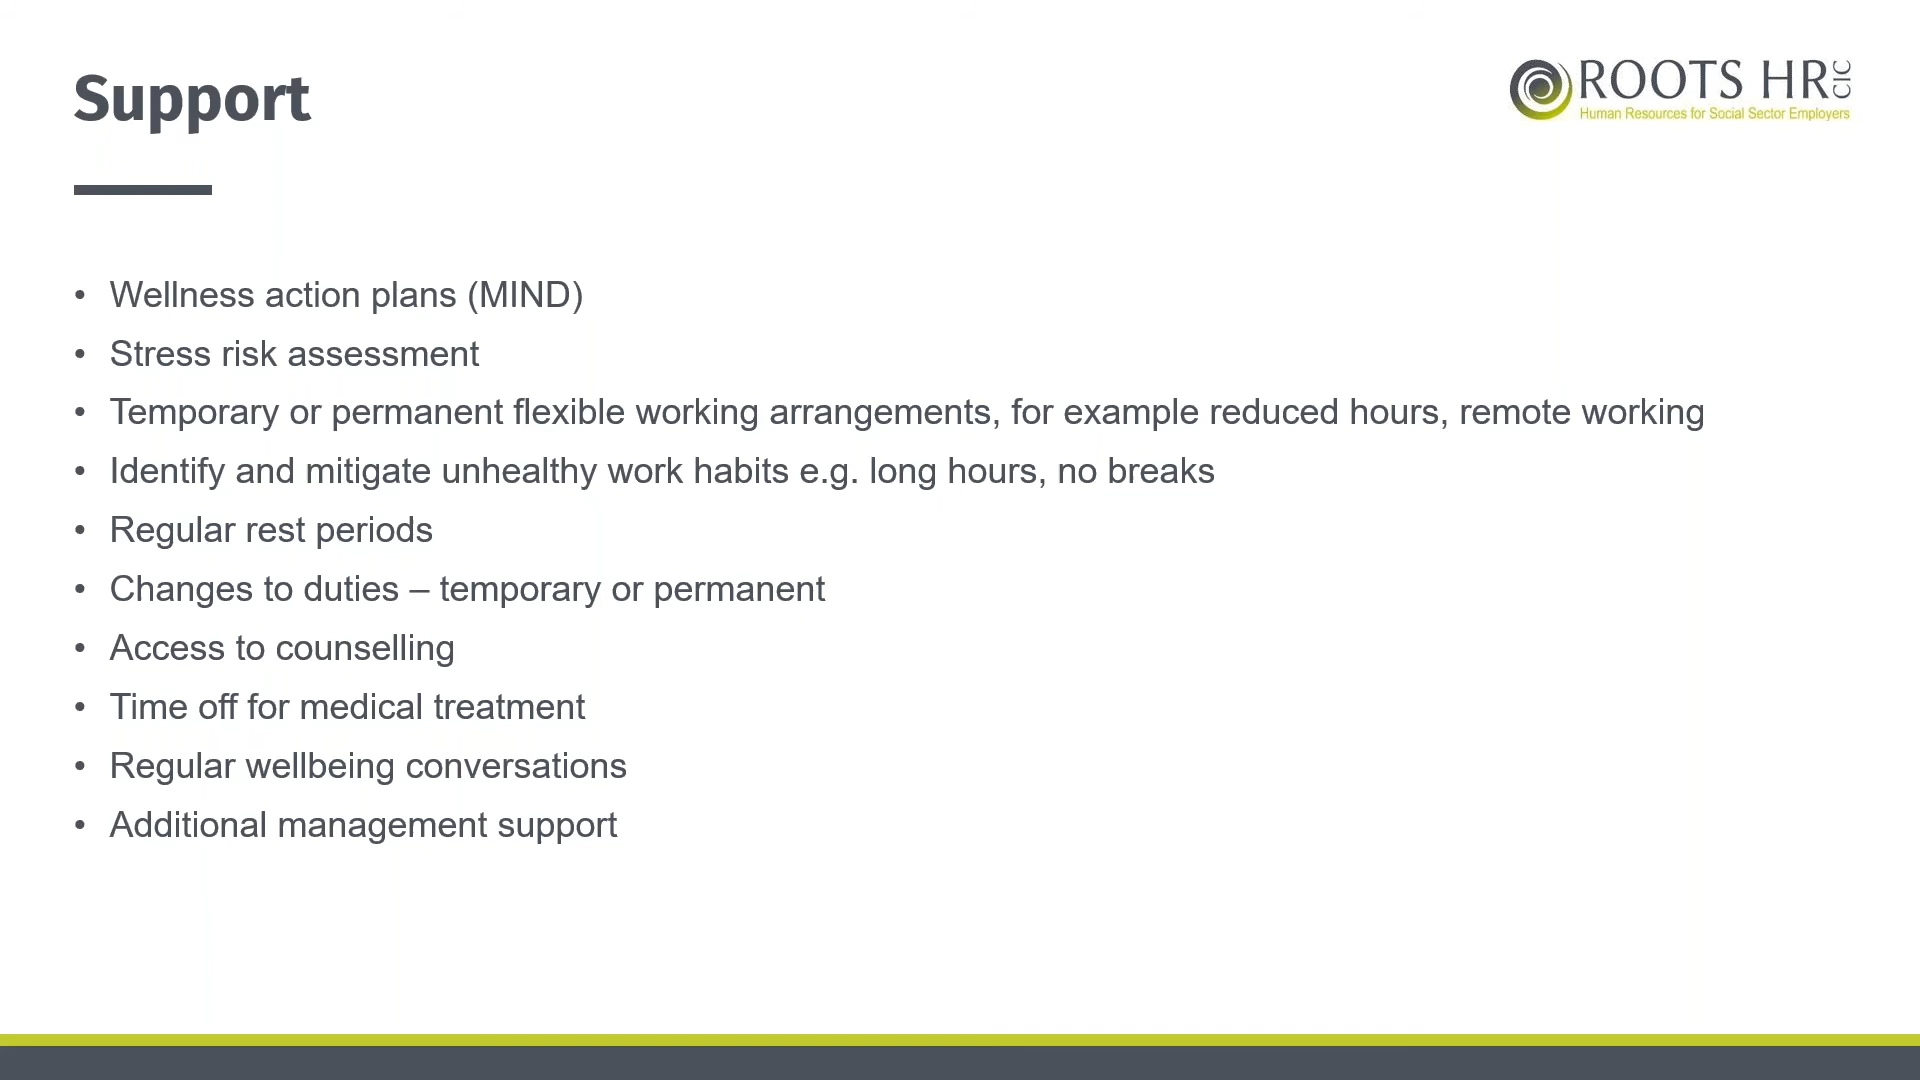 Support
ROOTS HR CIC
Human Resources for Social Sector Employers
• Wellness action plans (MIND)
• Stress risk assessment
• Temporary or permanent flexible working arrangements, for example reduced hours, remote working
• Identify and mitigate unhealthy work habits e.g. long hours, no breaks
• Regular rest periods
• Changes to duties – temporary or permanent
• Access to counselling
• Time off for medical treatment
• Regular wellbeing conversations
• Additional management support